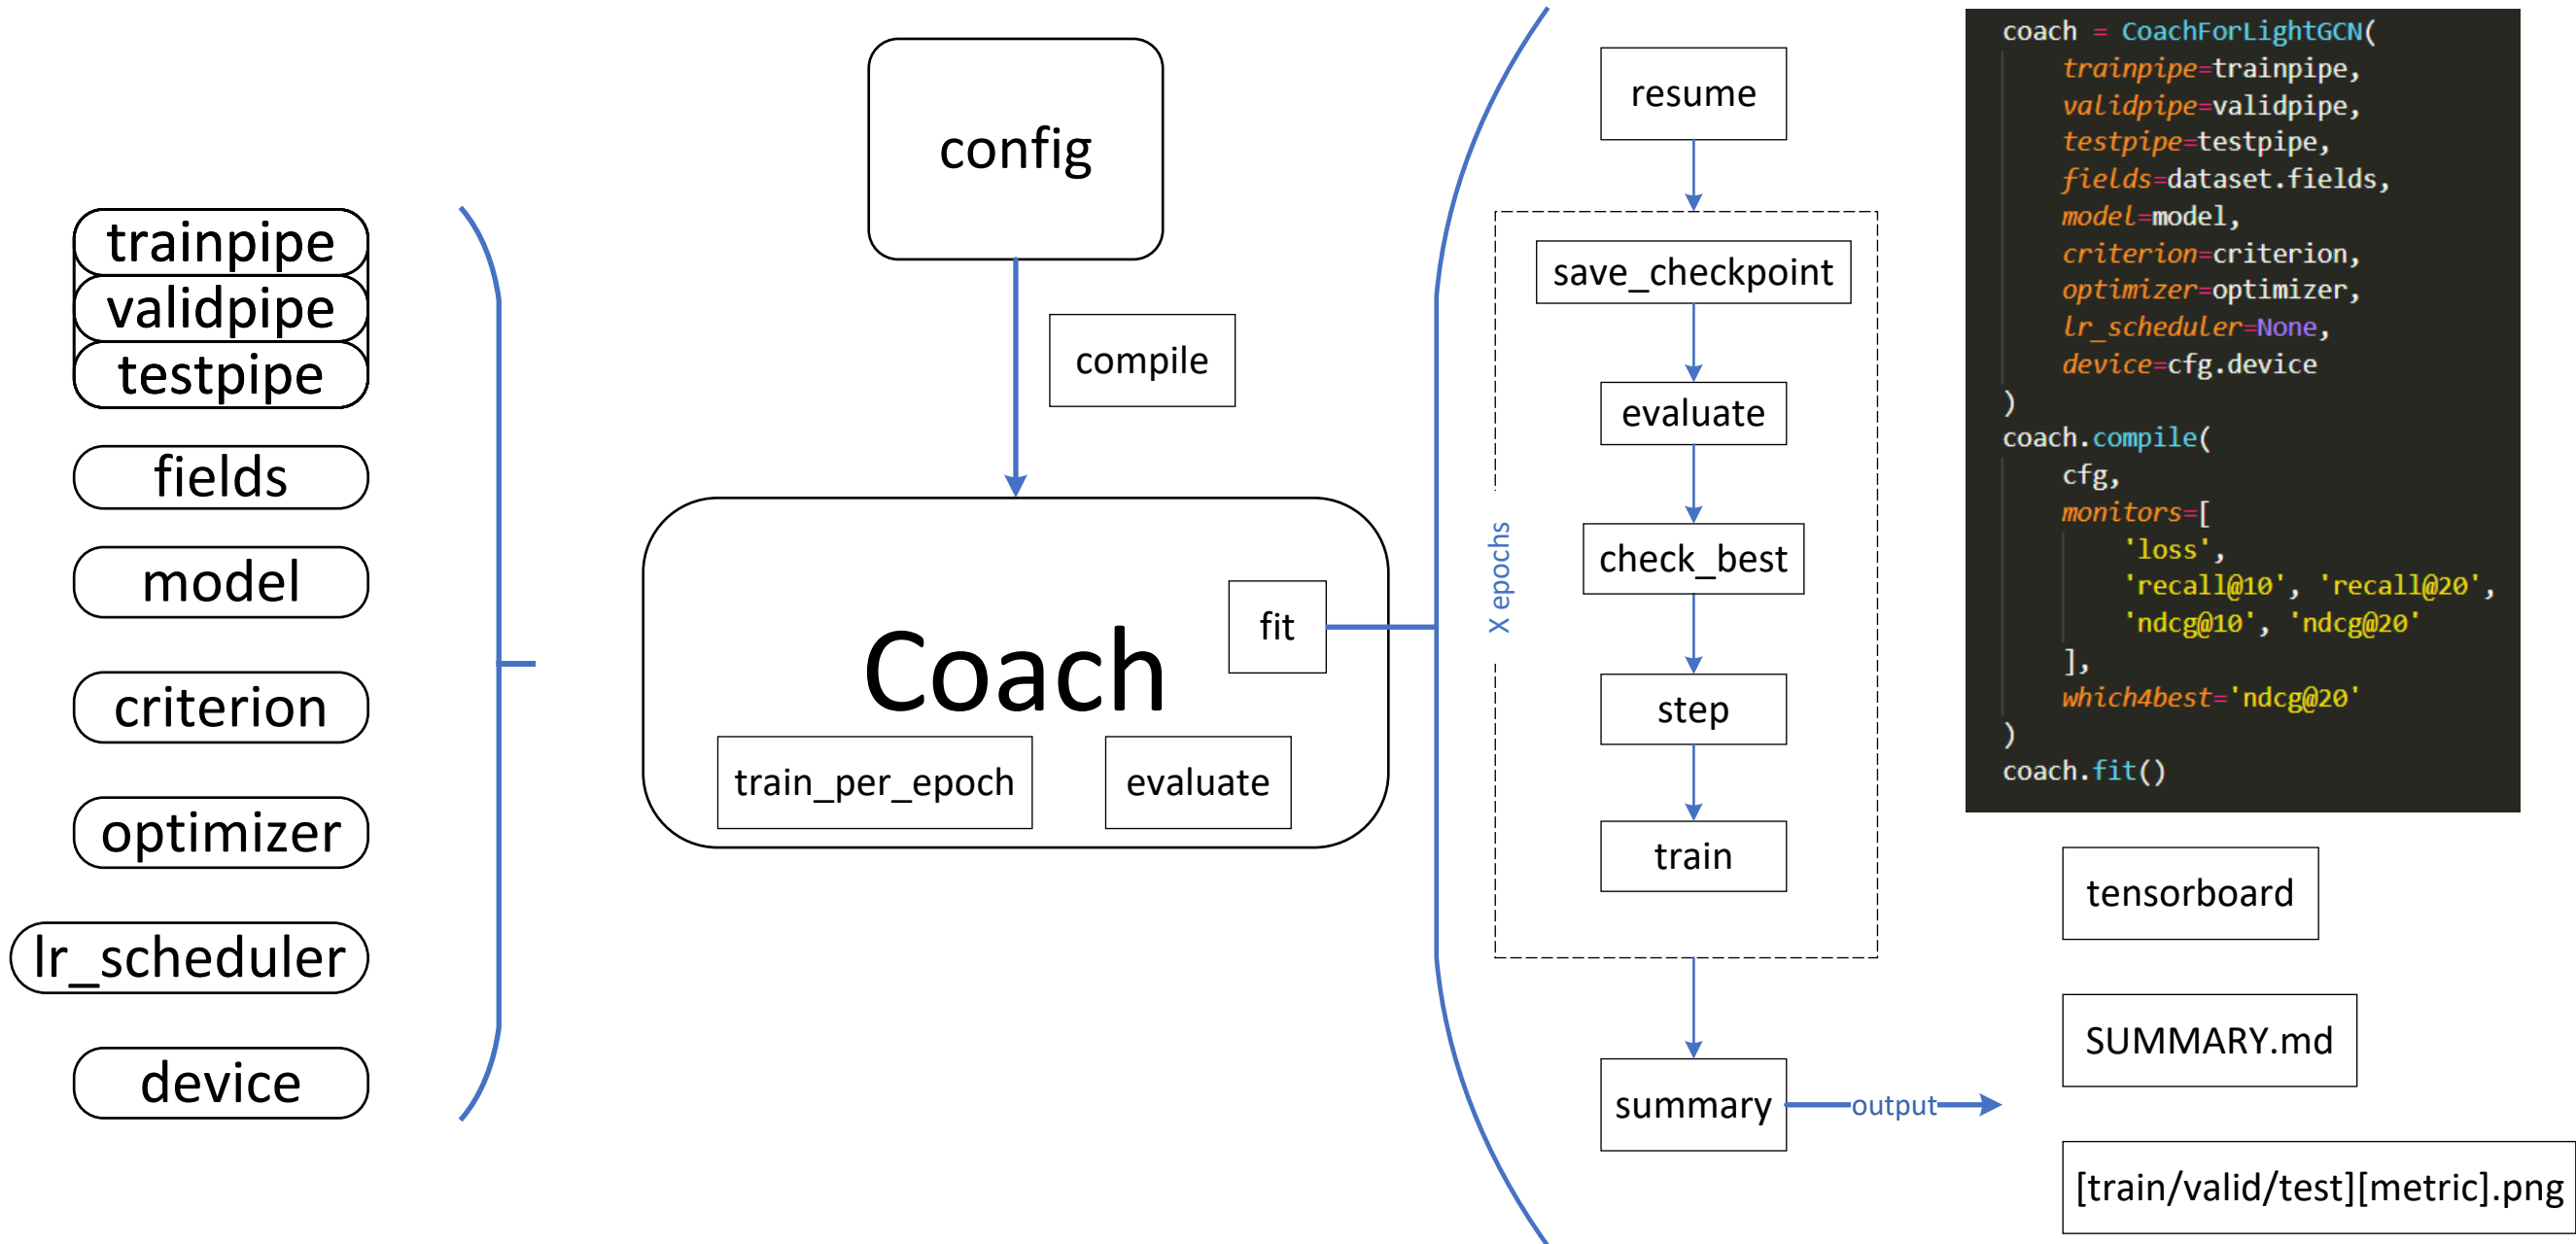 trainpipe
validpipe
testpipe
fields
model
criterion
optimizer
lr_scheduler
device
config
compile
Coach
fit
train_per_epoch
evaluate
resume
X epochs
save_checkpoint
evaluate
check_best
step
train
summary
output
coach = CoachForLightGCN(
    trainpipe=trainpipe,
    validpipe=validpipe,
    testpipe=testpipe,
    fields=dataset.fields,
    model=model,
    criterion=criterion,
    optimizer=optimizer,
    lr_scheduler=None,
    device=cfg.device
)
coach.compile(
    cfg,
    monitors=[
        'loss',
        'recall@10', 'recall@20',
        'ndcg@10', 'ndcg@20'
    ],
    which4best='ndcg@20'
)
coach.fit()
tensorboard
SUMMARY.md
[train/valid/test][metric].png